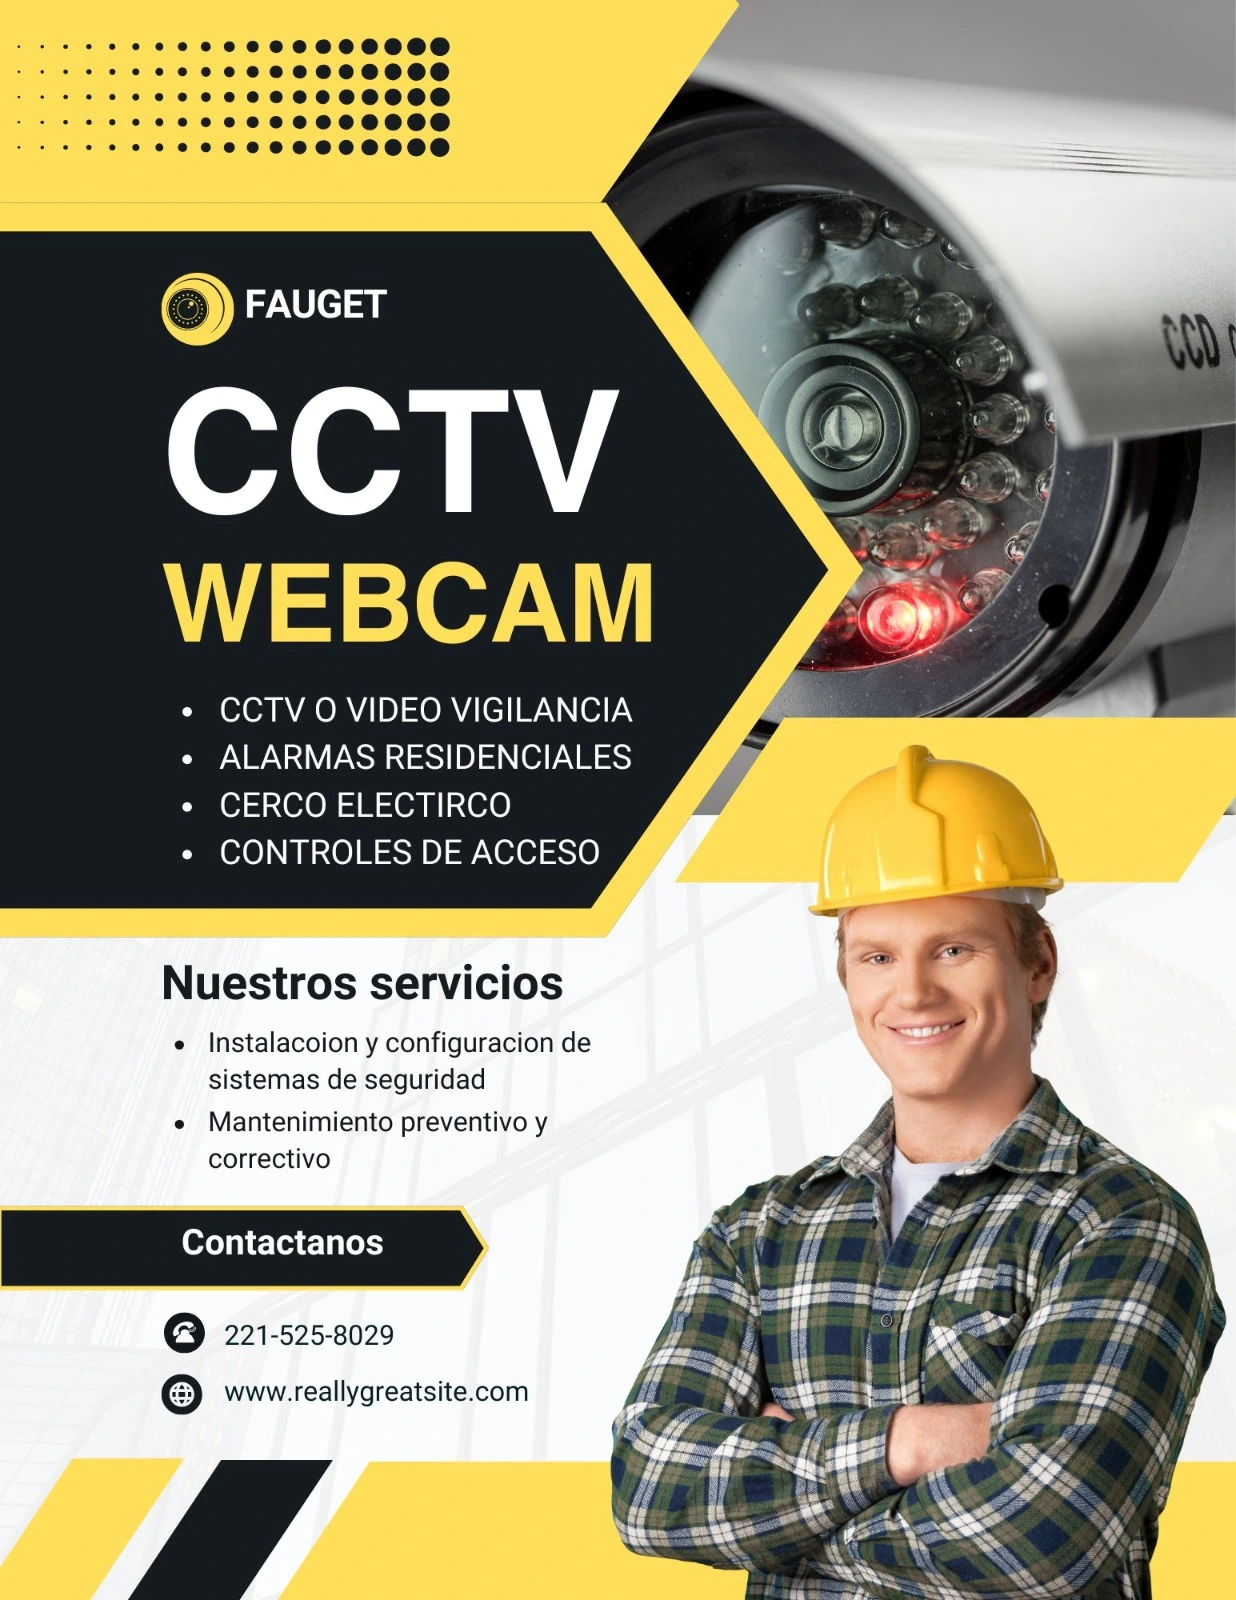 FAUGET
CCTV
WEBCAM
CCD
• CCTV O VIDEO VIGILANCIA
• ALARMAS RESIDENCIALES
• CERCO ELECTIRCO
• CONTROLES DE ACCESO
Nuestros servicios
• Instalacoion y configuracion de
sistemas de seguridad
• Mantenimiento preventivo y
correctivo
Contactanos
221-525-8029
www.reallygreatsite.com